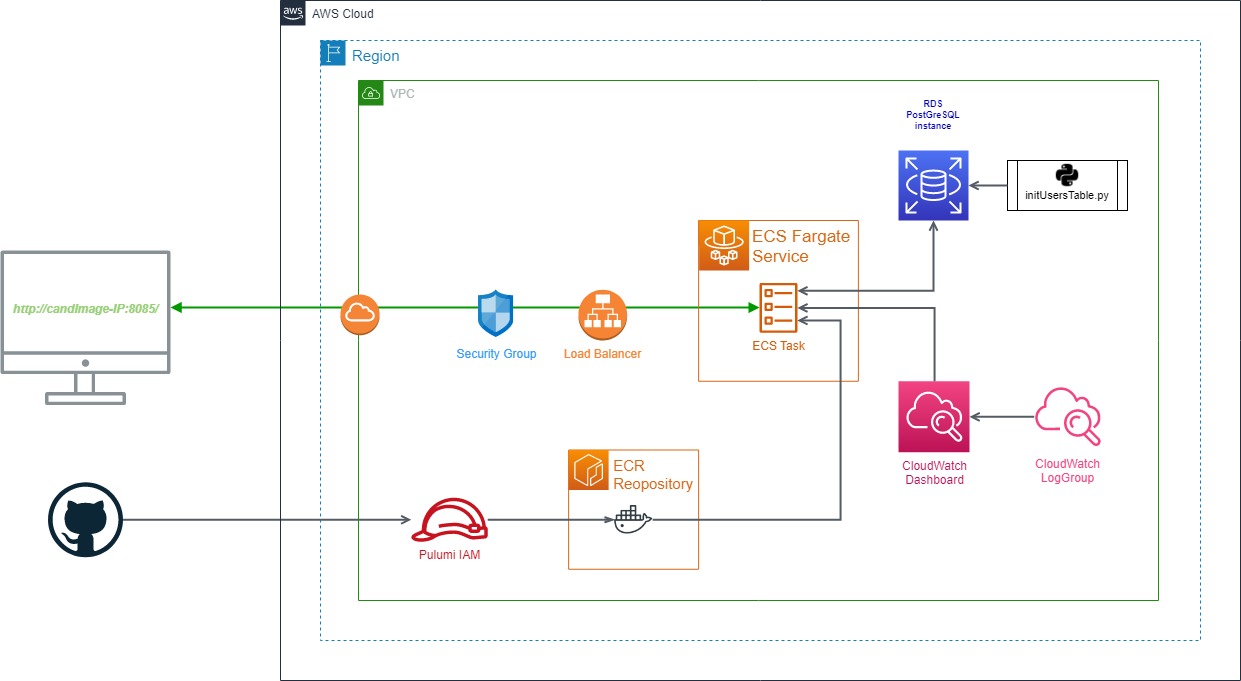 aws
AWS Cloud
Region
VPC
RDS
PostGreSQL
instance
initUsersTable.py
ECS Fargate
Service
http://candImage-IP:8085/
Security Group
Load Balancer
ECS Task
CloudWatch
Dashboard
CloudWatch
LogGroup
ECR
Reopository
Pulumi IAM